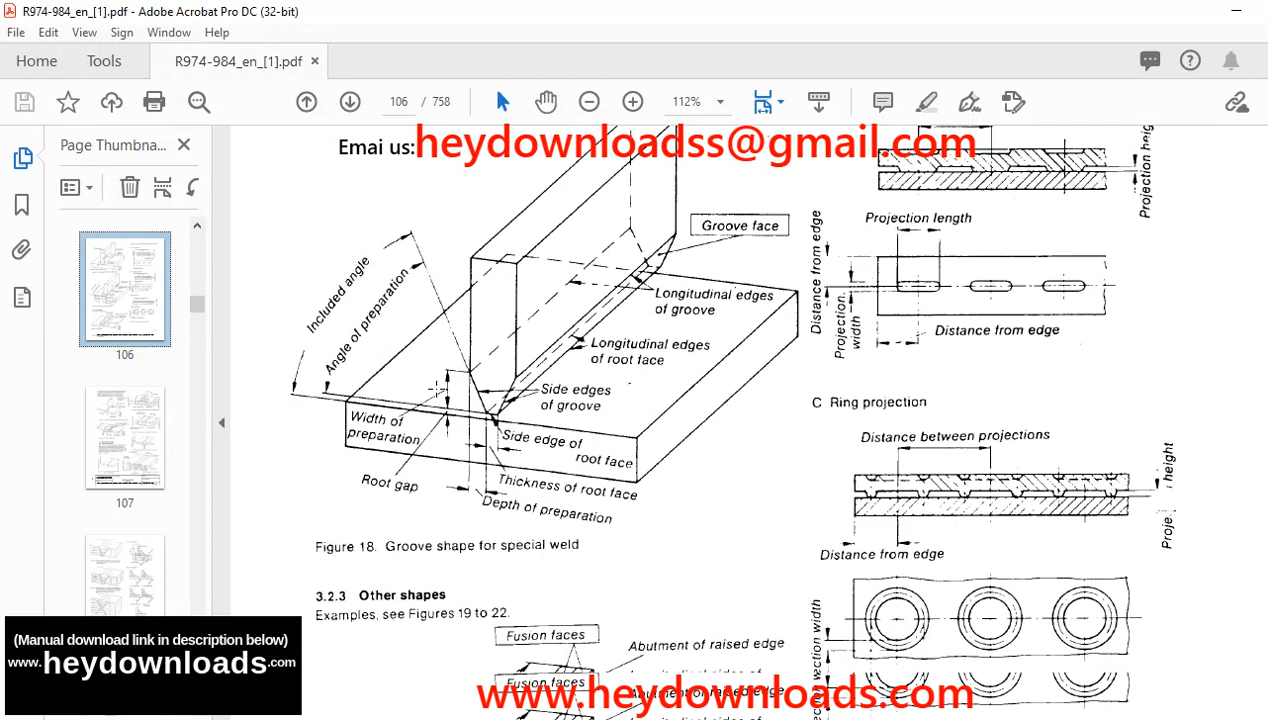 R974-984_en_[1].pdf - Adobe Acrobat Pro DC (32-bit)
File Edit View Sign Window Help
Home Tools R974-984_en_[1].pdf ×
106 / 758 112%
Page Thumbna...
106
107
Emai us:heydownloadss@gmail.com
Groove face
Included angle
Angle of preparation
Longitudinal edges
of groove
Longitudinal edges
of root face
Side edges
of groove
Width of
preparation
Side edge of
root face
Root gap
Thickness of root face
Depth of preparation
Figure 18. Groove shape for special weld
3.2.3 Other shapes
Examples, see Figures 19 to 22.
Fusion faces
Abutment of raised edge
Fusion faces
Projection length
Distance from edge
Projection
width
Distance from edge
C Ring projection
Distance between projections
height
Distance from edge
width
(Manual download link in description below)
www.heydownloads.com
www.heydownloads.com